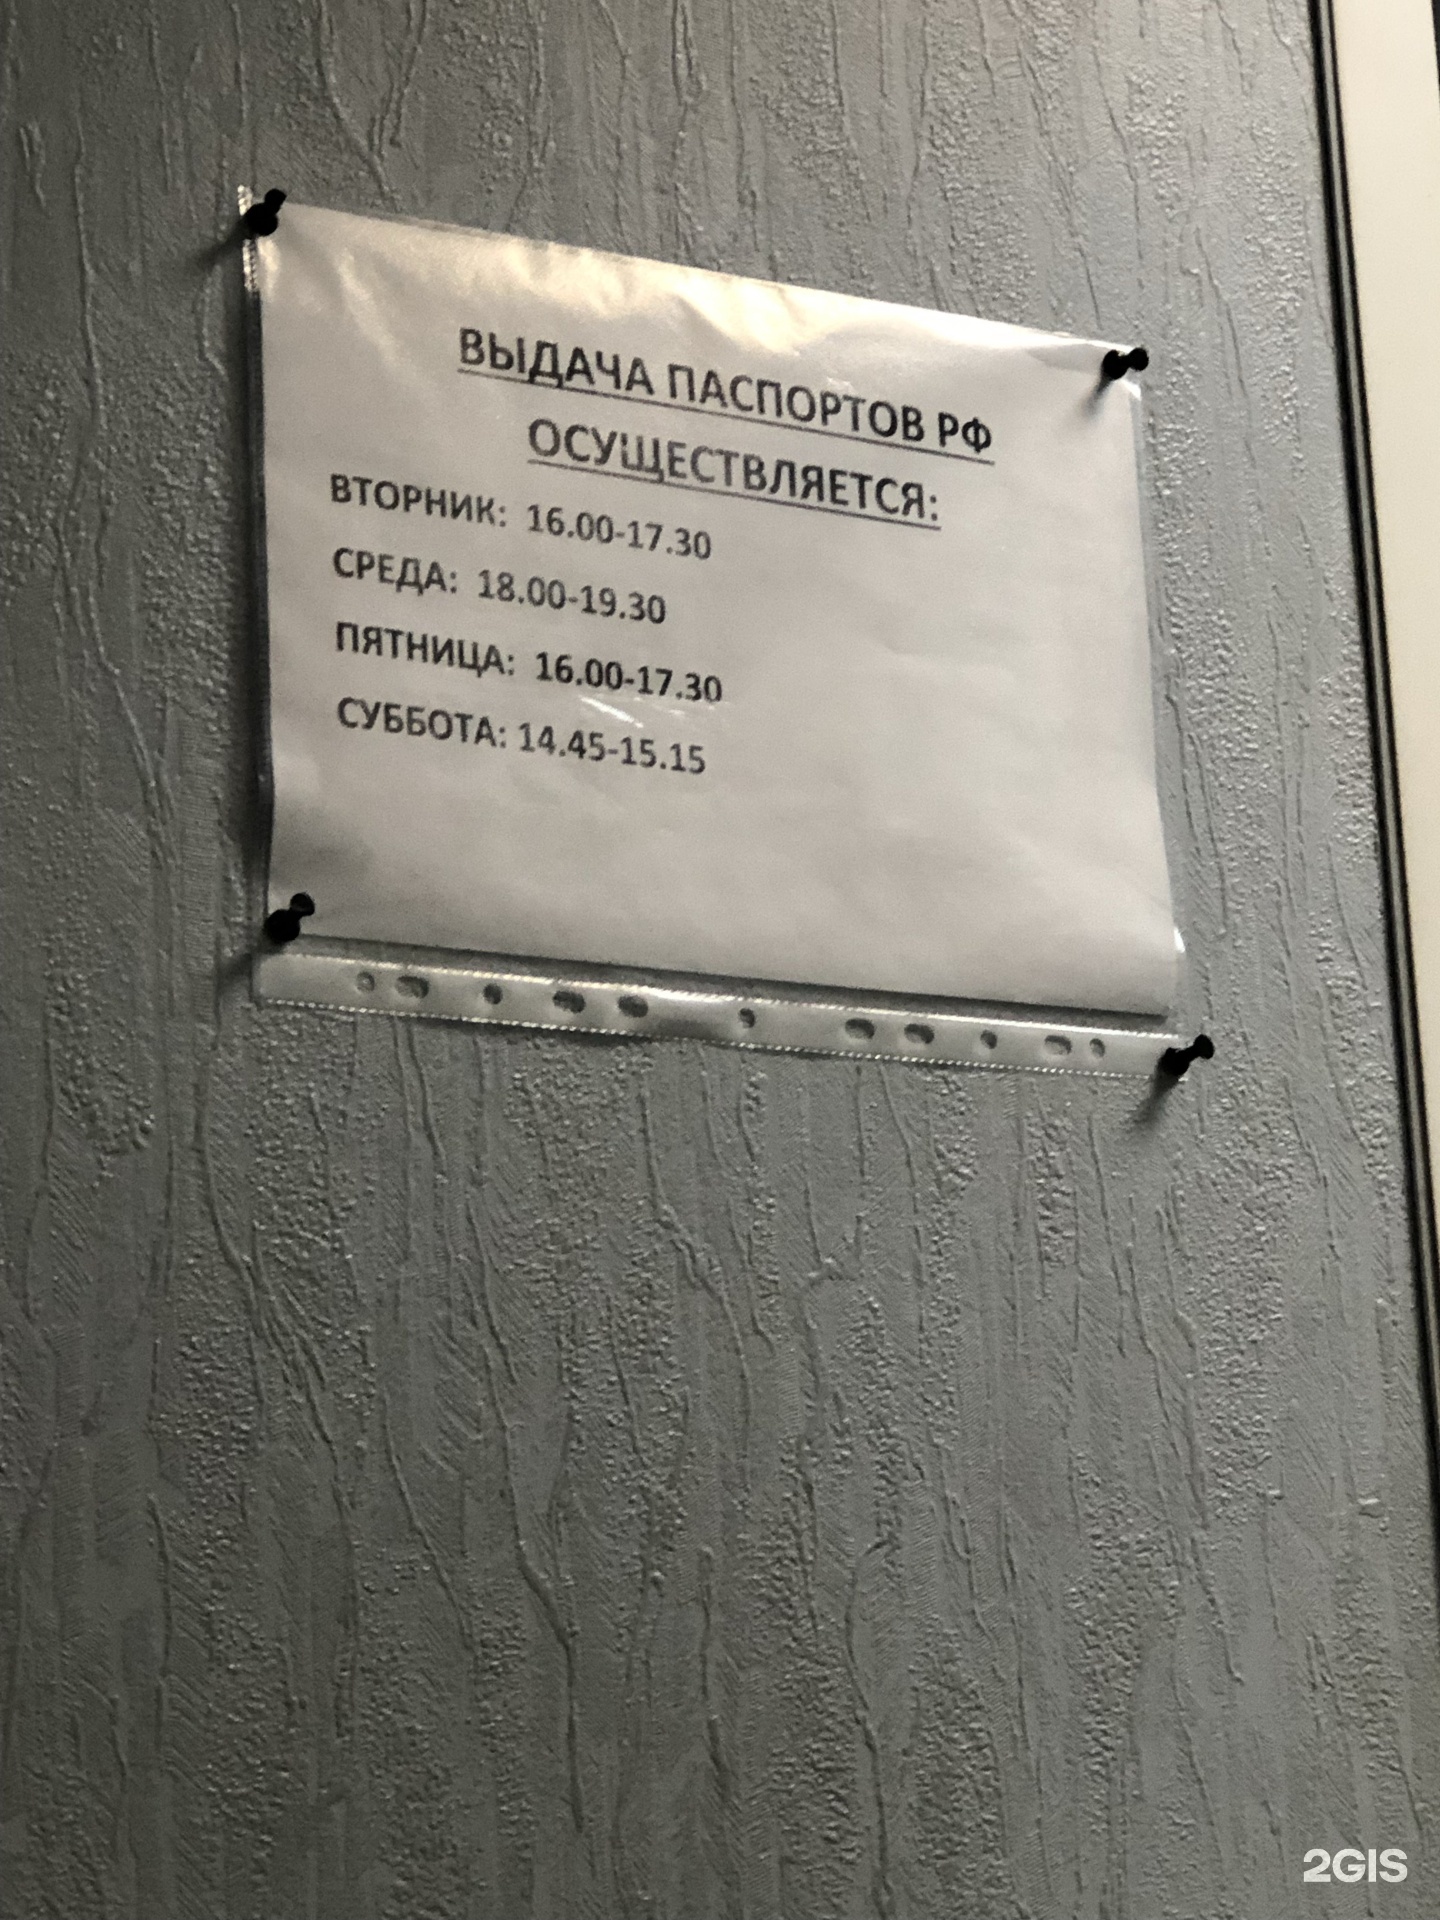 ВЫДАЧА ПАСПОРТОВ РФ
ОСУЩЕСТВЛЯЕТСЯ:
ВТОРНИК: 16.00-17.30
СРЕДА: 18.00-19.30
ПЯТНИЦА: 16.00-17.30
СУББОТА: 14.45-15.15
2GIS